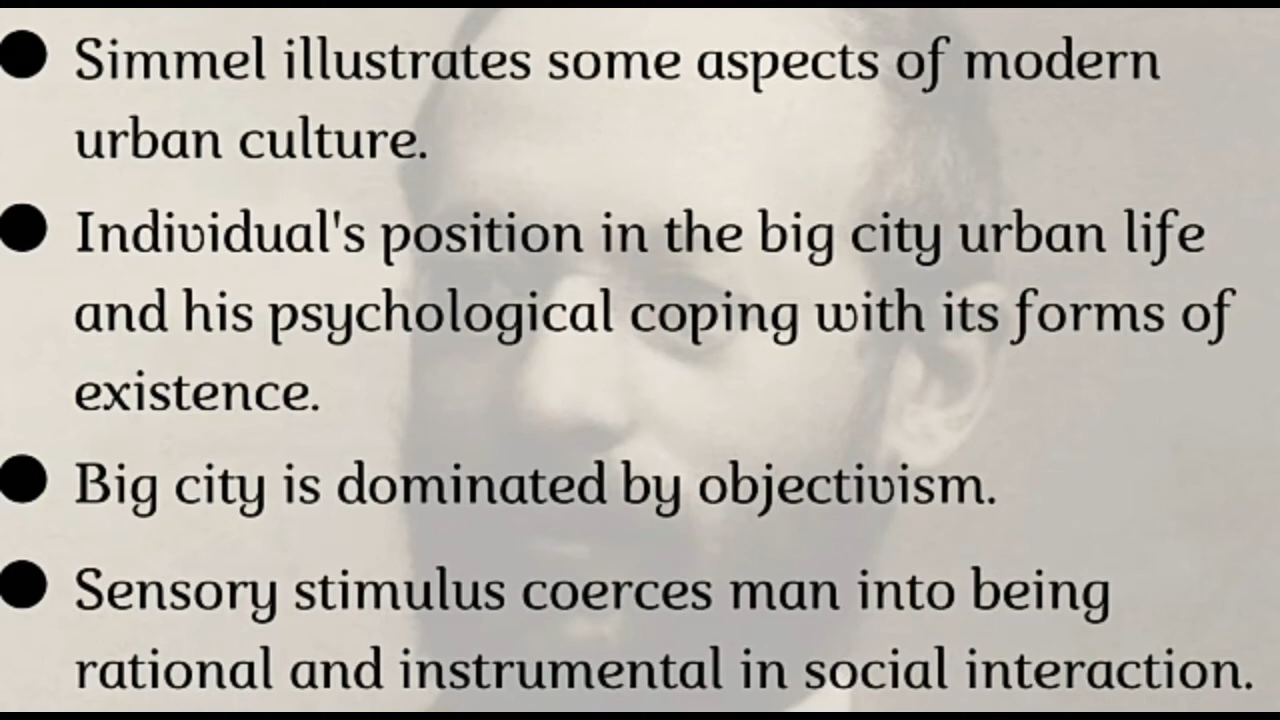 ● Simmel illustrates some aspects of modern
urban culture.
● Individual's position in the big city urban life
and his psychological coping with its forms of
existence.
● Big city is dominated by objectivism.
● Sensory stimulus coerces man into being
rational and instrumental in social interaction.